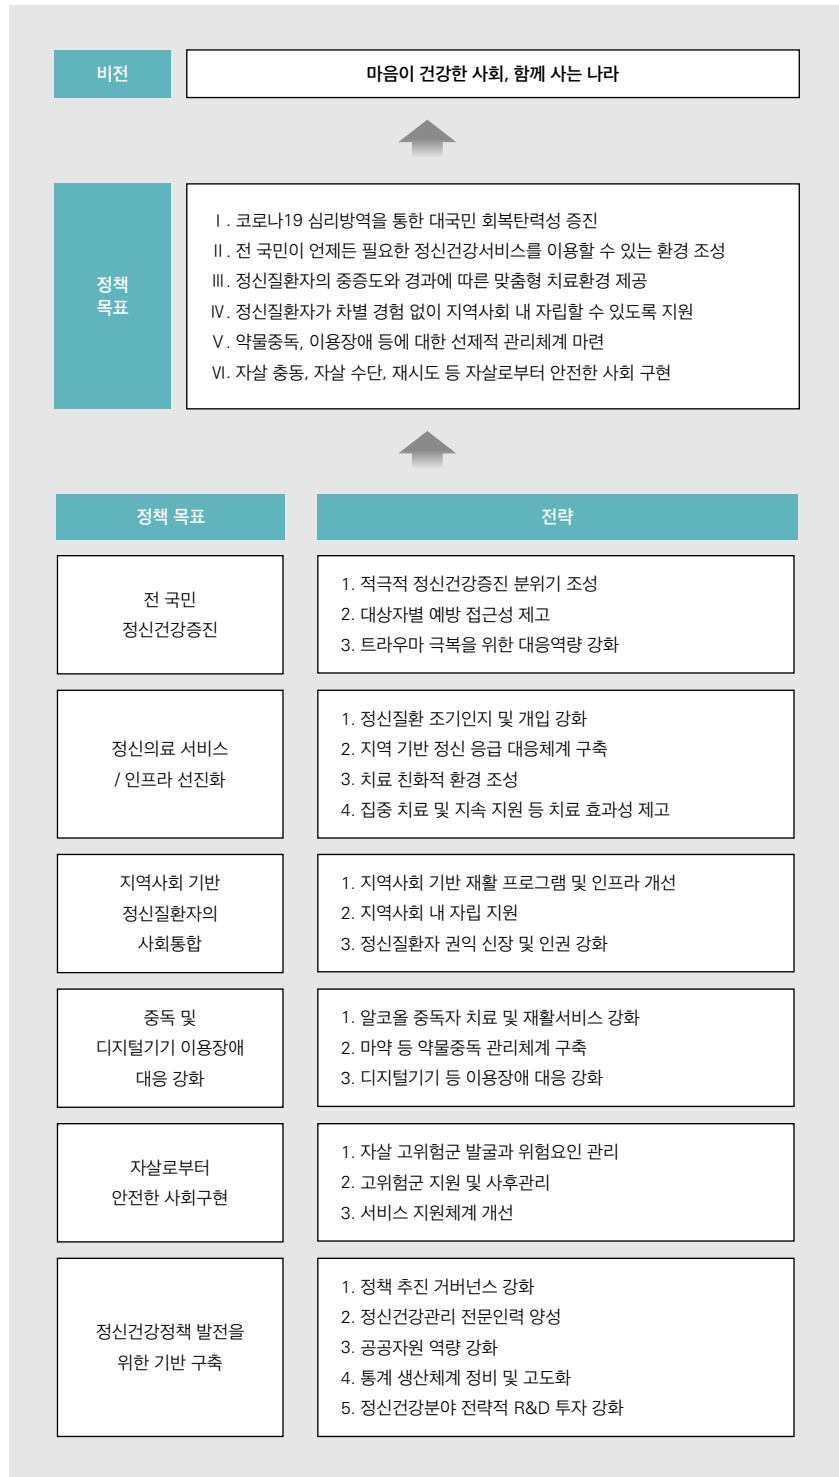 비전
마음이 건강한 사회, 함께 사는 나라
정책
목표
Ⅰ. 코로나19 심리방역을 통한 대국민 회복탄력성 증진
Ⅱ. 전 국민이 언제든 필요한 정신건강서비스를 이용할 수 있는 환경 조성
Ⅲ. 정신질환자의 중증도와 경과에 따른 맞춤형 치료환경 제공
Ⅳ. 정신질환자가 차별 경험 없이 지역사회 내 자립할 수 있도록 지원
Ⅴ. 약물중독, 이용장애 등에 대한 선제적 관리체계 마련
Ⅵ. 자살 충동, 자살 수단, 재시도 등 자살로부터 안전한 사회 구현
정책 목표
전략
전 국민
정신건강증진
1. 적극적 정신건강증진 분위기 조성
2. 대상자별 예방 접근성 제고
3. 트라우마 극복을 위한 대응역량 강화
정신의료 서비스
/ 인프라 선진화
1. 정신질환 조기인지 및 개입 강화
2. 지역 기반 정신 응급 대응체계 구축
3. 치료 친화적 환경 조성
4. 집중 치료 및 지속 지원 등 치료 효과성 제고
지역사회 기반
정신질환자의
사회통합
1. 지역사회 기반 재활 프로그램 및 인프라 개선
2. 지역사회 내 자립 지원
3. 정신질환자 권익 신장 및 인권 강화
중독 및
디지털기기 이용장애
대응 강화
1. 알코올 중독자 치료 및 재활서비스 강화
2. 마약 등 약물중독 관리체계 구축
3. 디지털기기 등 이용장애 대응 강화
자살로부터
안전한 사회구현
1. 자살 고위험군 발굴과 위험요인 관리
2. 고위험군 지원 및 사후관리
3. 서비스 지원체계 개선
정신건강정책 발전을
위한 기반 구축
1. 정책 추진 거버넌스 강화
2. 정신건강관리 전문인력 양성
3. 공공자원 역량 강화
4. 통계 생산체계 정비 및 고도화
5. 정신건강분야 전략적 R&D 투자 강화